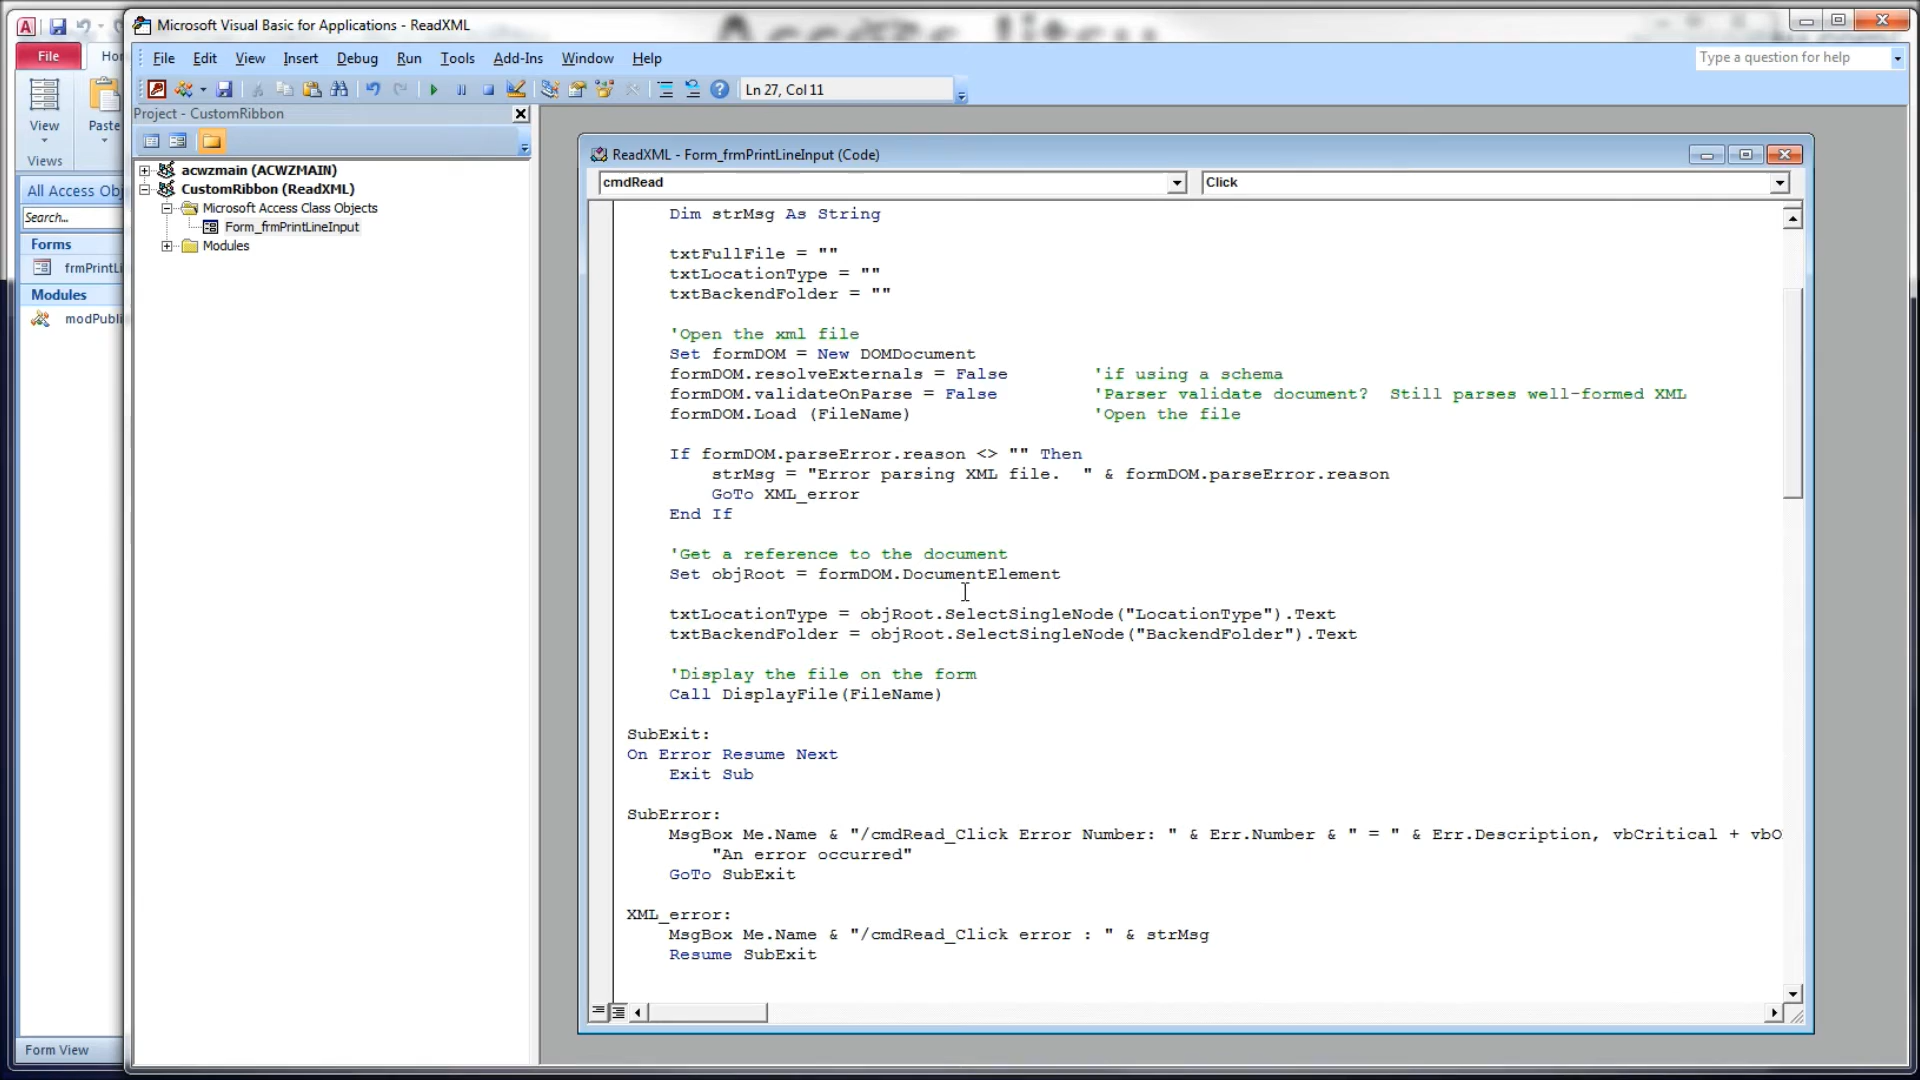 Microsoft Visual Basic for Applications - ReadXML
File
File Edit View Insert Debug Run Tools Add-Ins Window Help
Type a question for help
Ln 27, Col 11
View
Paste
Views
Project - CustomRibbon
acwzmain (ACWZMAIN)
CustomRibbon (ReadXML)
Microsoft Access Class Objects
Form_frmPrintLineInput
Modules
All Access Obj
Search...
Forms
frmPrintLi
Modules
modPubli
Form View
ReadXML - Form_frmPrintLineInput (Code)
cmdRead
Click
Dim strMsg As String
txtFullFile = ""
txtLocationType = ""
txtBackendFolder = ""
'Open the xml file
Set formDOM = New DOMDocument
formDOM.resolveExternals = False 'if using a schema
formDOM.validateOnParse = False 'Parser validate document?  Still parses well-formed XML
formDOM.Load (FileName) 'Open the file
If formDOM.parseError.reason <> "" Then
strMsg = "Error parsing XML file.  " & formDOM.parseError.reason
GoTo XML_error
End If
'Get a reference to the document
Set objRoot = formDOM.DocumentElement
txtLocationType = objRoot.SelectSingleNode("LocationType").Text
txtBackendFolder = objRoot.SelectSingleNode("BackendFolder").Text
'Display the file on the form
Call DisplayFile(FileName)
SubExit:
On Error Resume Next
Exit Sub
SubError:
MsgBox Me.Name & "/cmdRead_Click Error Number: " & Err.Number & " = " & Err.Description, vbCritical + vbO
"An error occurred"
GoTo SubExit
XML_error:
MsgBox Me.Name & "/cmdRead_Click error : " & strMsg
Resume SubExit